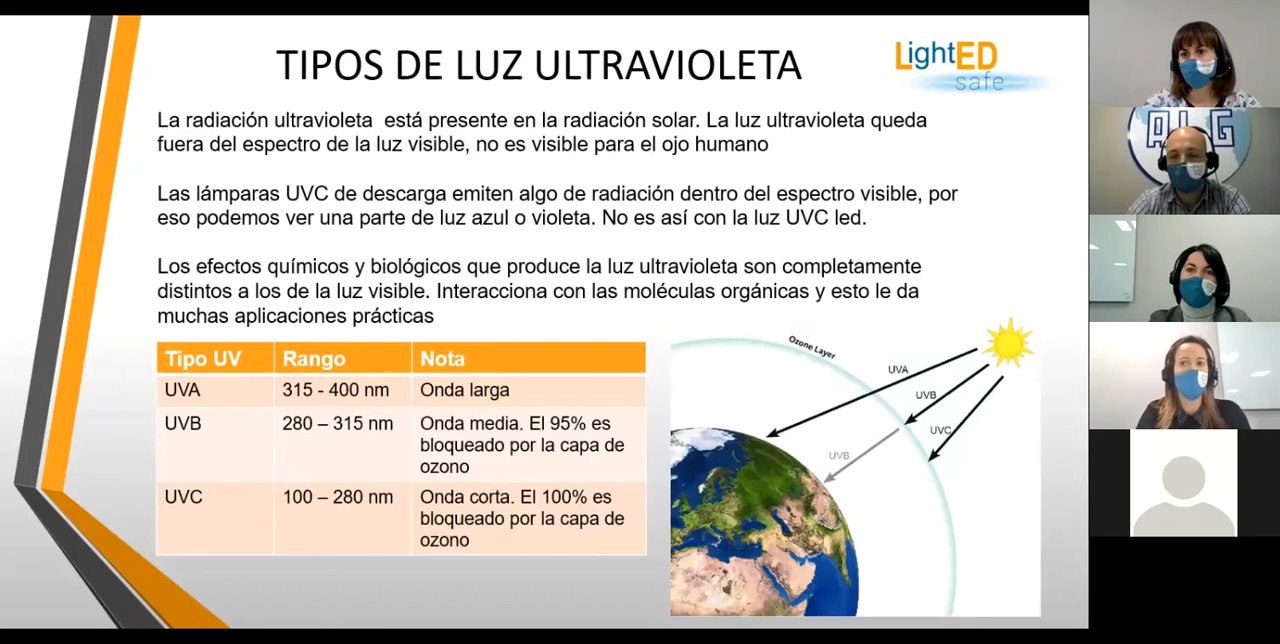 TIPOS DE LUZ ULTRAVIOLETA
LightED
safe
La radiación ultravioleta está presente en la radiación solar. La luz ultravioleta queda
fuera del espectro de la luz visible, no es visible para el ojo humano
Las lámparas UVC de descarga emiten algo de radiación dentro del espectro visible, por
eso podemos ver una parte de luz azul o violeta. No es así con la luz UVC led.
Los efectos químicos y biológicos que produce la luz ultravioleta son completamente
distintos a los de la luz visible. Interacciona con las moléculas orgánicas y esto le da
muchas aplicaciones prácticas
Tipo UV Rango Nota
UVA 315 - 400 nm Onda larga
UVB 280 – 315 nm Onda media. El 95% es
bloqueado por la capa de
ozono
UVC 100 – 280 nm Onda corta. El 100% es
bloqueado por la capa de
ozono
Ozone Layer
UVA
UVB
UVC
UVB